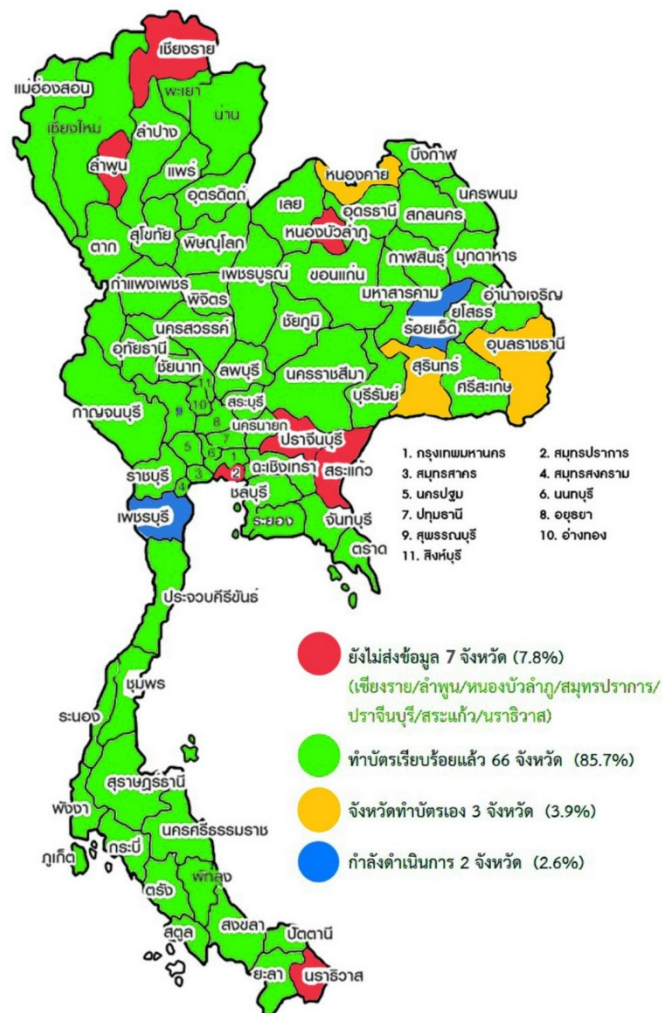 เชียงราย
แม่ฮ่องสอน
พะเยา
น่าน
เชียงใหม่
ลำปาง
ลำพูน
แพร่
อุตรดิตถ์
บึงกาฬ
หนองคาย
เลย
นครพนม
อุดรธานี
สกลนคร
หนองบัวลำภู
ตาก
สุโขทัย
พิษณุโลก
กาฬสินธุ์
มุกดาหาร
กำแพงเพชร
เพชรบูรณ์
ขอนแก่น
พิจิตร
มหาสารคาม
อำนาจเจริญ
ยโสธร
นครสวรรค์
ชัยภูมิ
ร้อยเอ็ด
อุบลราชธานี
อุทัยธานี
ชัยนาท
ลพบุรี
นครราชสีมา
สุรินทร์
บุรีรัมย์
ศรีสะเกษ
11
สระบุรี
10
กาญจนบุรี
9
8
นครนายก
ปราจีนบุรี
7
5
6
1
ฉะเชิงเทรา
สระแก้ว
ราชบุรี
3
2
4
ชลบุรี
เพชรบุรี
ระยอง
จันทบุรี
ตราด
1. กรุงเทพมหานคร 2. สมุทรปราการ
3. สมุทรสาคร 4. สมุทรสงคราม
5. นครปฐม 6. นนทบุรี
7. ปทุมธานี 8. อยุธยา
9. สุพรรณบุรี 10. อ่างทอง
11. สิงห์บุรี
ประจวบคีรีขันธ์
ยังไม่ส่งข้อมูล 7 จังหวัด (7.8%)
(เชียงราย/ลำพูน/หนองบัวลำภู/สมุทรปราการ/
ปราจีนบุรี/สระแก้ว/นราธิวาส)
ชุมพร
ระนอง
ทำบัตรเรียบร้อยแล้ว 66 จังหวัด (85.7%)
สุราษฎร์ธานี
จังหวัดทำบัตรเอง 3 จังหวัด (3.9%)
พังงา
นครศรีธรรมราช
กระบี่
ภูเก็ต
กำลังดำเนินการ 2 จังหวัด (2.6%)
พัทลุง
ตรัง
สตูล
สงขลา
ปัตตานี
ยะลา
นราธิวาส